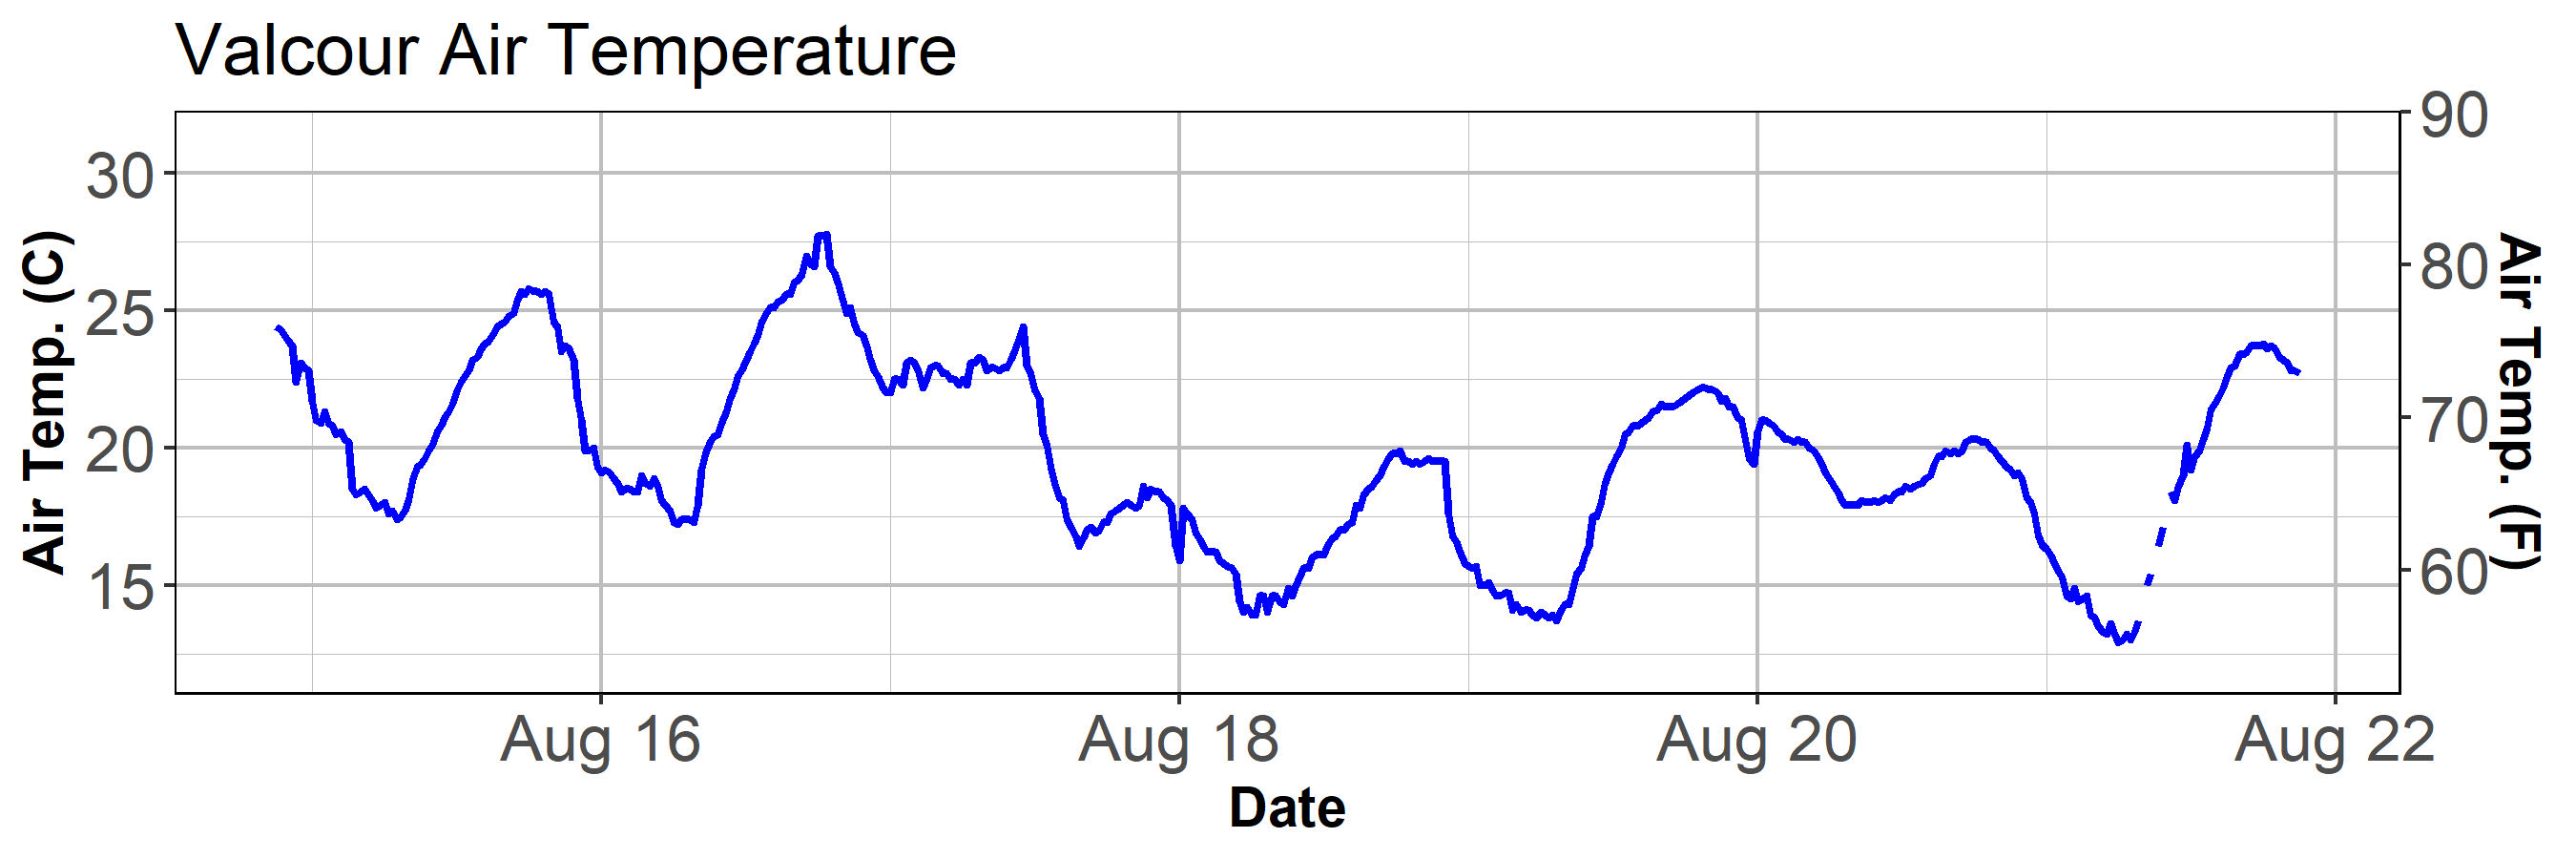 Valcour Air Temperature
Air Temp. (C)
30
25
20
15
90
80
70
60
Air Temp. (F)
Aug 16
Aug 18
Aug 20
Aug 22
Date